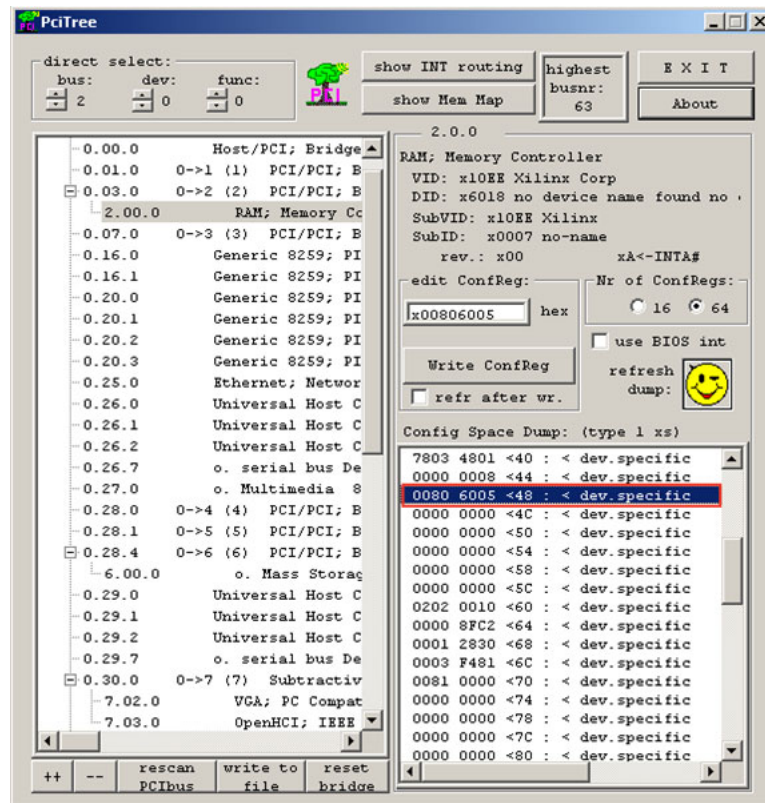 PciTree
direct select:
bus: dev: func:
2 0 0
PCI
show INT routing
show Mem Map
highest
busnr:
63
E X I T
About
0.00.0 Host/PCI; Bridge
0.01.0 0->1 (1) PCI/PCI; B
0.03.0 0->2 (2) PCI/PCI; B
2.00.0 RAM; Memory Co
0.07.0 0->3 (3) PCI/PCI; B
0.16.0 Generic 8259; PI
0.16.1 Generic 8259; PI
0.20.0 Generic 8259; PI
0.20.1 Generic 8259; PI
0.20.2 Generic 8259; PI
0.20.3 Generic 8259; PI
0.25.0 Ethernet; Networ
0.26.0 Universal Host C
0.26.1 Universal Host C
0.26.2 Universal Host C
0.26.7 o. serial bus De
0.27.0 o. Multimedia 8
0.28.0 0->4 (4) PCI/PCI; B
0.28.1 0->5 (5) PCI/PCI; B
0.28.4 0->6 (6) PCI/PCI; B
6.00.0 o. Mass Storag
0.29.0 Universal Host C
0.29.1 Universal Host C
0.29.2 Universal Host C
0.29.7 o. serial bus De
0.30.0 0->7 (7) Subtractiv
7.02.0 VGA; PC Compat
7.03.0 OpenHCI; IEEE
++ -- rescan PCIbus write to file reset bridge
2.0.0
RAM; Memory Controller
VID: x10EE Xilinx Corp
DID: x6018 no device name found no
SubVID: x10EE Xilinx
SubID: x0007 no-name
rev.: x00 xA<-INTA#
edit ConfReg:
x00806005 hex
Write ConfReg
refr after wr.
Nr of ConfRegs:
16 64
use BIOS int
refresh
dump:
Config Space Dump: (type 1 xs)
7803 4801 <40 : < dev.specific
0000 0008 <44 : < dev.specific
0080 6005 <48 : < dev.specific
0000 0000 <4C : < dev.specific
0000 0000 <50 : < dev.specific
0000 0000 <54 : < dev.specific
0000 0000 <58 : < dev.specific
0000 0000 <5C : < dev.specific
0202 0010 <60 : < dev.specific
0000 8FC2 <64 : < dev.specific
0001 2830 <68 : < dev.specific
0003 F481 <6C : < dev.specific
0081 0000 <70 : < dev.specific
0000 0000 <74 : < dev.specific
0000 0000 <78 : < dev.specific
0000 0000 <7C : < dev.specific
0000 0000 <80 : < dev.specific